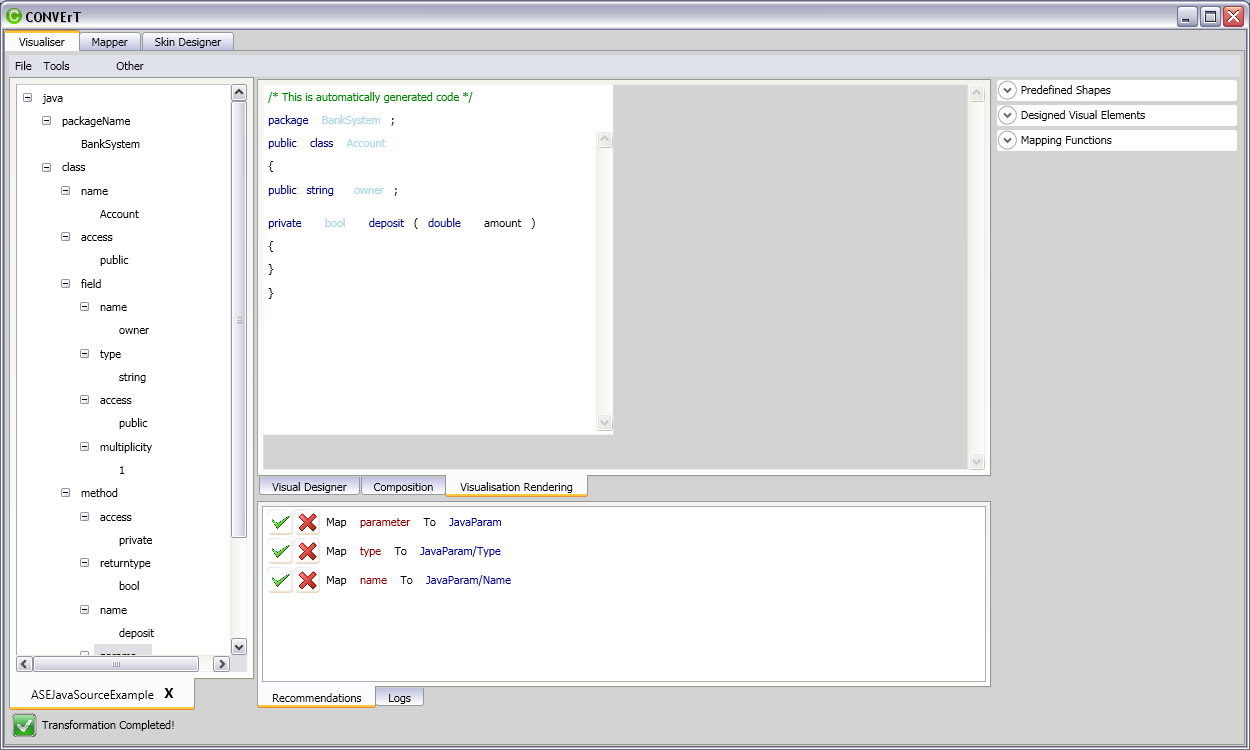 CONVErT
Visualiser Mapper Skin Designer
File Tools Other
java
packageName
BankSystem
class
name
Account
access
public
field
name
owner
type
string
access
public
multiplicity
1
method
access
private
returntype
bool
name
deposit
params
ASEJavaSourceExample X
/* This is automatically generated code */
package BankSystem ;
public class Account
{
public string owner ;
private bool deposit ( double amount )
{
}
}
Visual Designer Composition Visualisation Rendering
Map parameter To JavaParam
Map type To JavaParam/Type
Map name To JavaParam/Name
Recommendations Logs
Predefined Shapes
Designed Visual Elements
Mapping Functions
Transformation Completed!